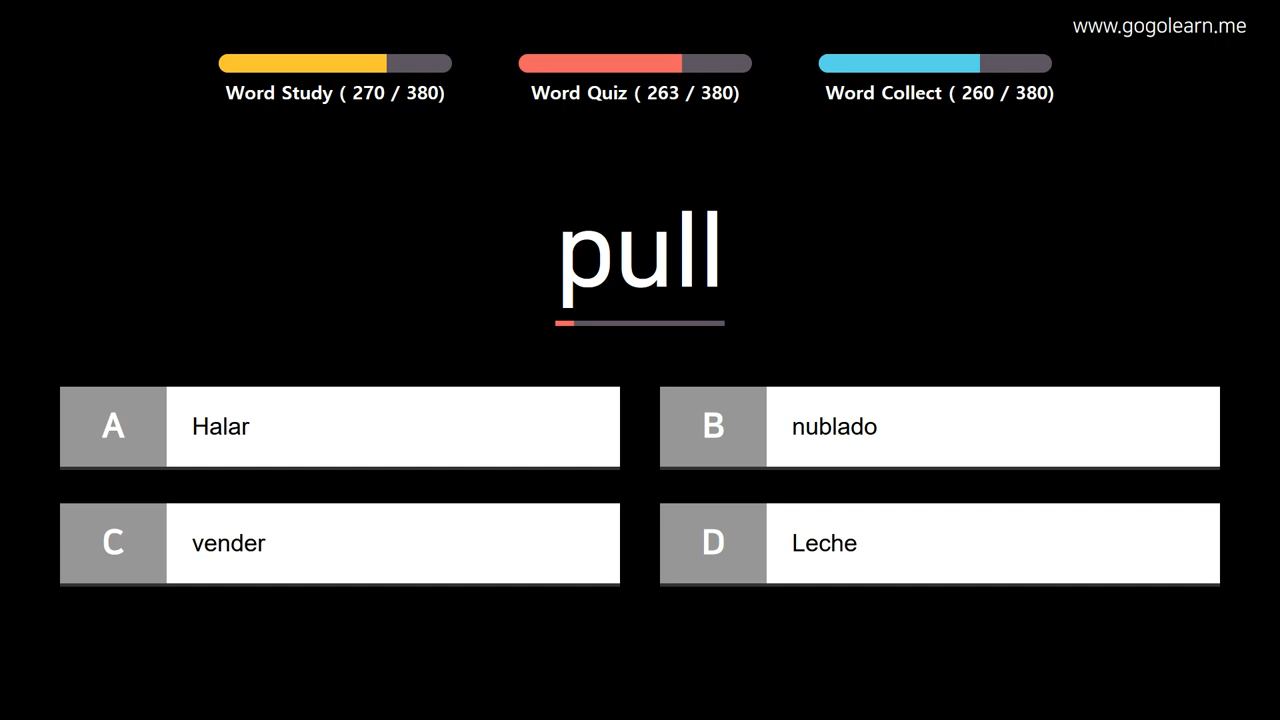 www.gogolearn.me
Word Study ( 270 / 380)
Word Quiz ( 263 / 380)
Word Collect ( 260 / 380)
pull
A Halar
B nublado
C vender
D Leche